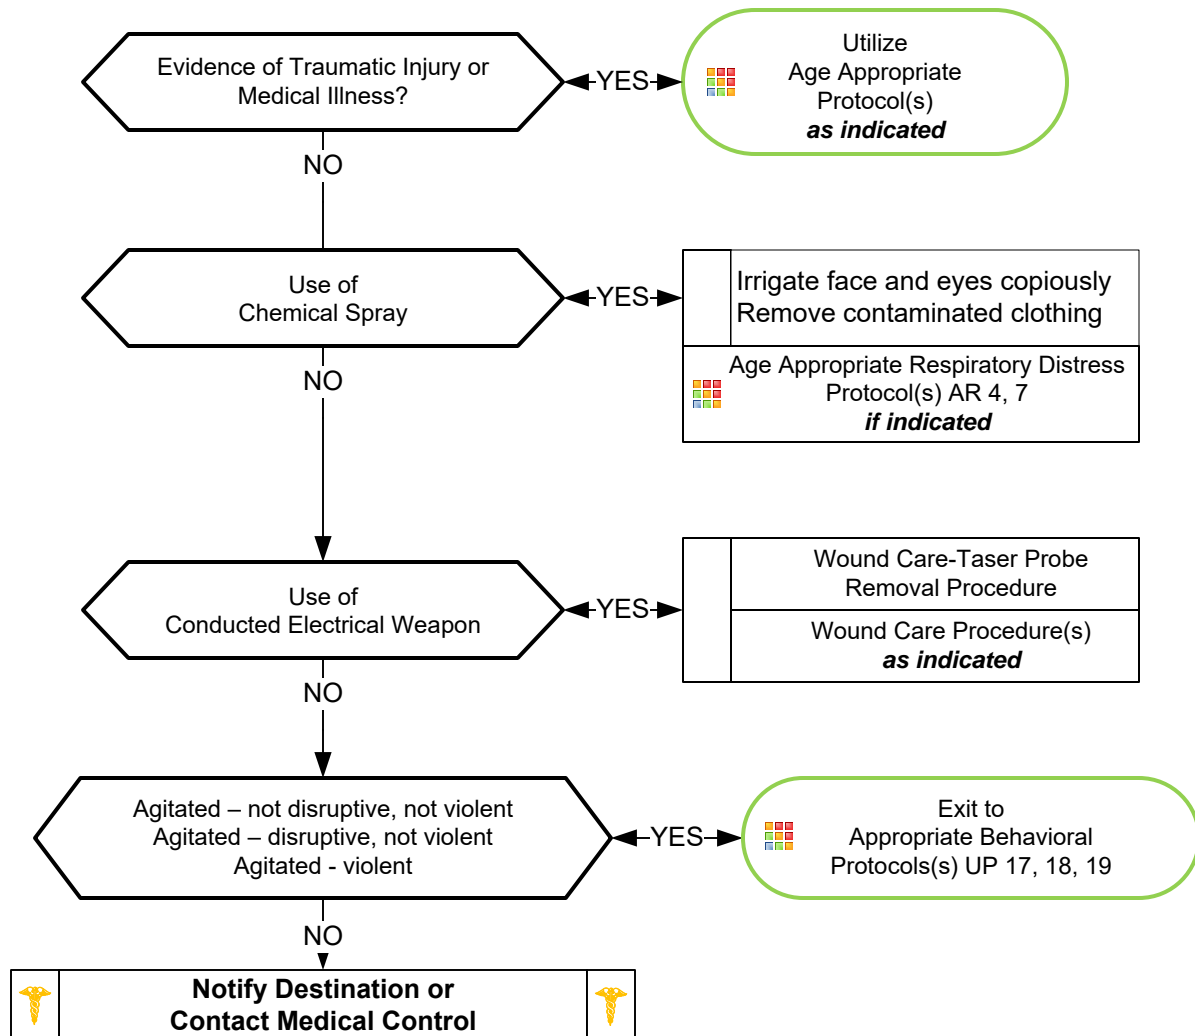 Evidence of Traumatic Injury or
Medical Illness?
YES
Utilize
Age Appropriate
Protocol(s)
as indicated
NO
Use of
Chemical Spray
YES
Irrigate face and eyes copiously
Remove contaminated clothing
Age Appropriate Respiratory Distress
Protocol(s) AR 4, 7
if indicated
NO
Use of
Conducted Electrical Weapon
YES
Wound Care-Taser Probe
Removal Procedure
Wound Care Procedure(s)
as indicated
NO
Agitated – not disruptive, not violent
Agitated – disruptive, not violent
Agitated - violent
YES
Exit to
Appropriate Behavioral
Protocols(s) UP 17, 18, 19
NO
Notify Destination or
Contact Medical Control